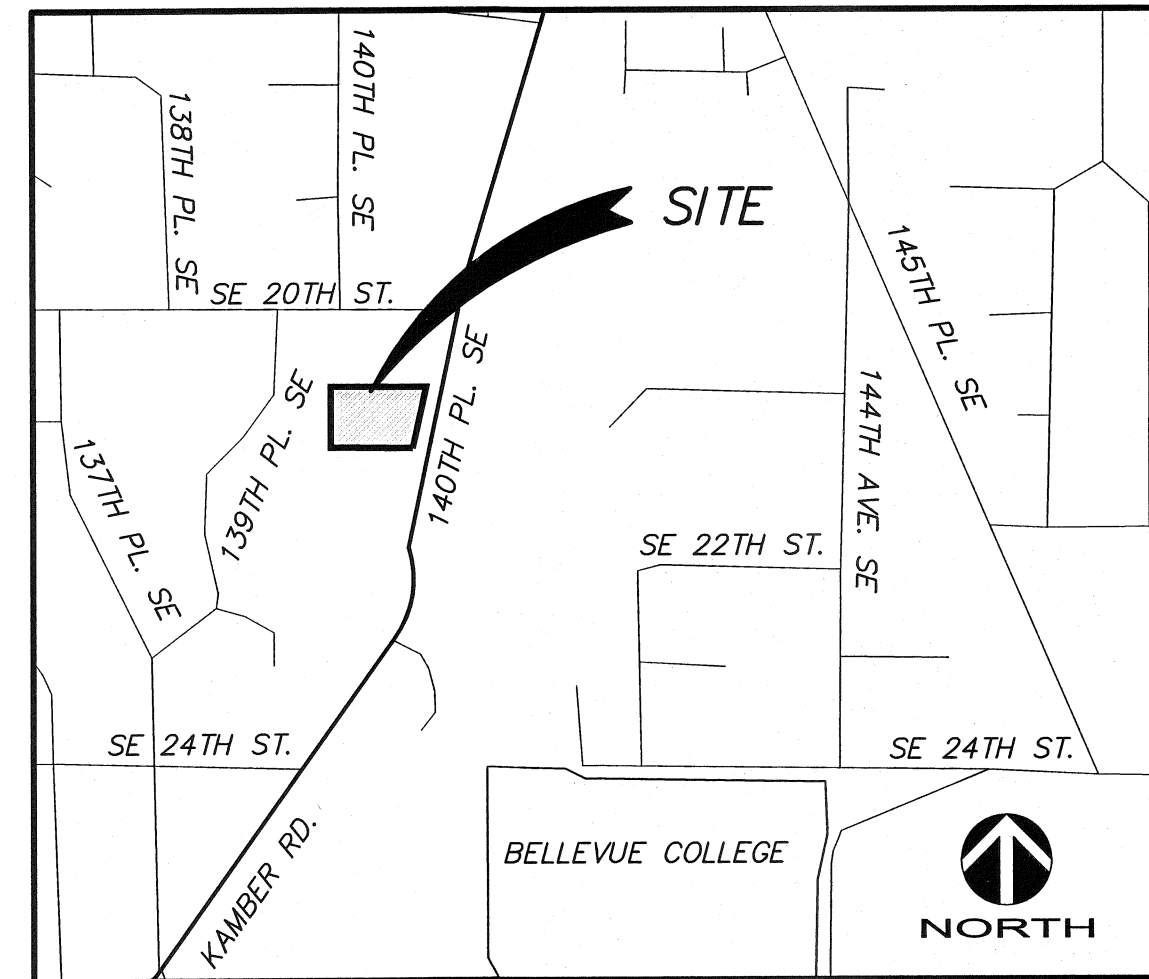 140TH PL. SE
138TH PL. SE
SITE
SE 20TH ST.
145TH PL. SE
139TH PL. SE
140TH PL. SE
144TH AVE. SE
137TH PL. SE
SE 22TH ST.
SE 24TH ST.
SE 24TH ST.
KAMBER RD.
BELLEVUE COLLEGE
NORTH